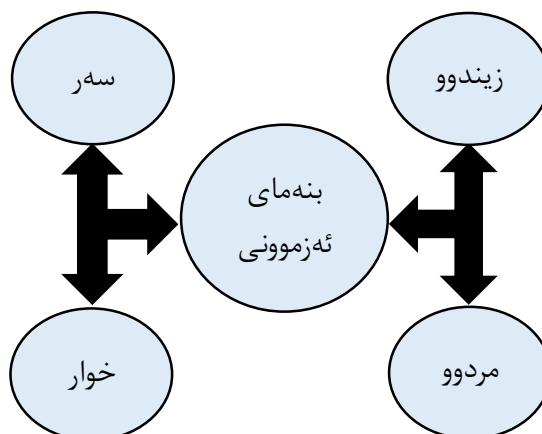 زیندوو
سەر
بنەمای
ئەزموونی
مردوو
خوار